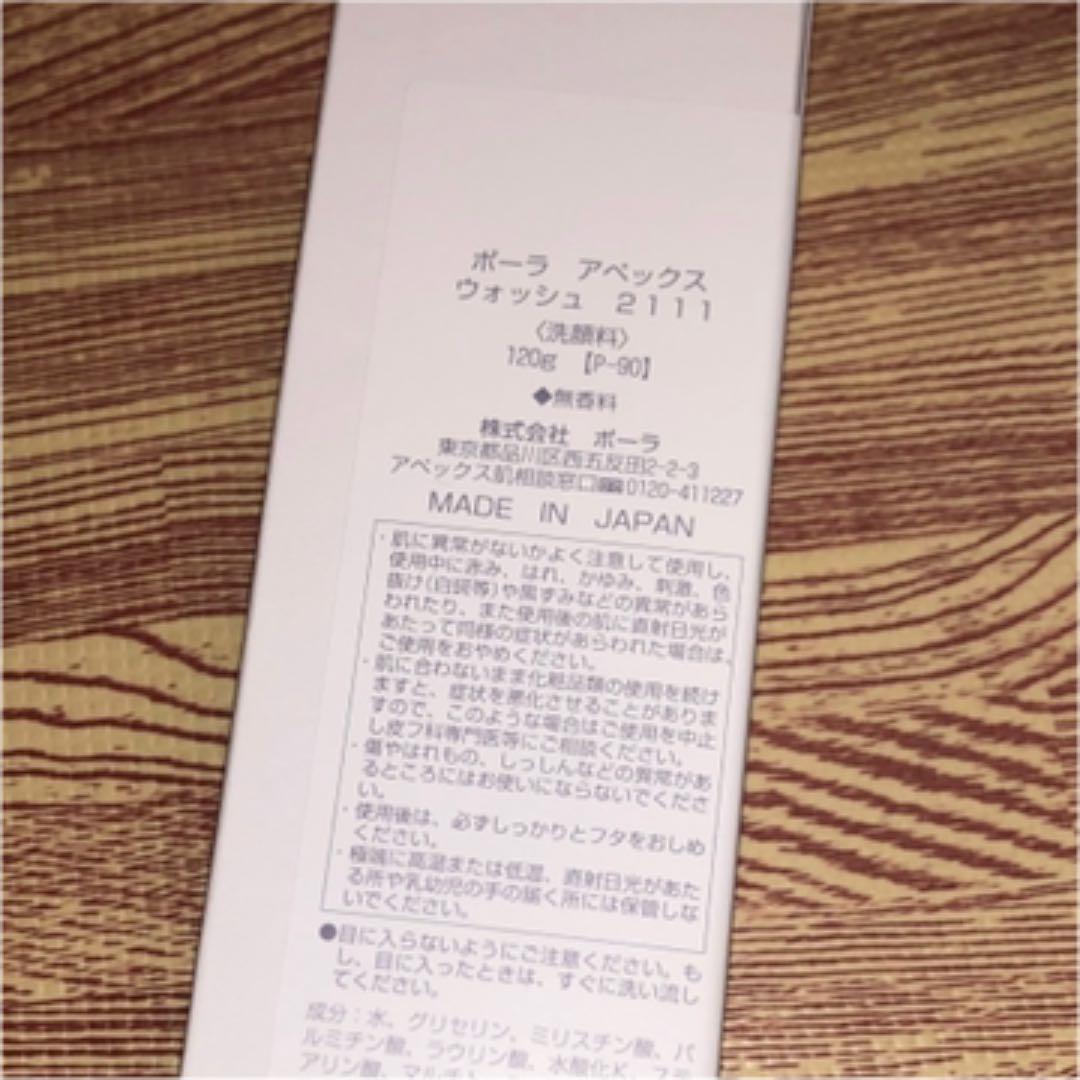 ポーラ　アペックス
ウォッシュ　２１１１
〈洗顔料〉
120g　【P-90】
◆無香料
株式会社　ポーラ
東京都品川区西五反田2-2-3
アペックス肌相談窓口 0120-411227
MADE IN JAPAN
・肌に異常がないかよく注意して使用し、
使用中に赤み、はれ、かゆみ、刺激、色
抜け(白斑等)や黒ずみなどの異常があら
われたり、また使用後の肌に直射日光が
あたって同様の症状があらわれた場合は、
ご使用をおやめください。
・肌に合わないまま化粧品類の使用を続け
ますと、症状を悪化させることがありま
すので、このような場合はご使用を中止
し皮フ科専門医等にご相談ください。
・傷やはれもの、しっしんなどの異常があ
るところにはお使いにならないでくださ
い。
・使用後は、必ずしっかりとフタをおしめ
ください。
・極端に高温または低温、直射日光があた
る所や乳幼児の手の届く所には保管しな
いでください。
●目に入らないようにご注意ください。も
し、目に入ったときは、すぐに洗い流し
てください。
成分：水、グリセリン、ミリスチン酸、パ
ルミチン酸、ラウリン酸、水酸化K、ステ
アリン酸、マルチト